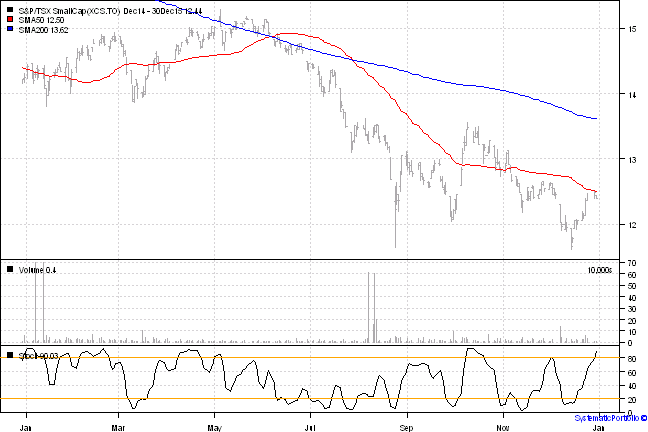 S&P/TSX SmallCap(XCS.TO) Dec14 - 30Dec15 12.44
SMA50 12.50
SMA200 13.62
15
14
13
12
Volume 0.4
10,000s
70
60
50
40
30
20
10
0
Stoch 90.03
80
60
40
20
0
Jan
Mar
May
Jul
Sep
Nov
Jan
SystematicPortfolio ©